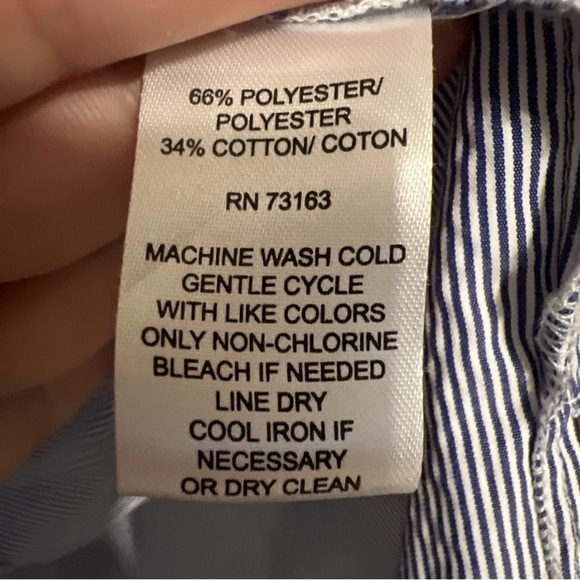 66% POLYESTER/
POLYESTER
34% COTTON/ COTON
RN 73163
MACHINE WASH COLD
GENTLE CYCLE
WITH LIKE COLORS
ONLY NON-CHLORINE
BLEACH IF NEEDED
LINE DRY
COOL IRON IF
NECESSARY
OR DRY CLEAN